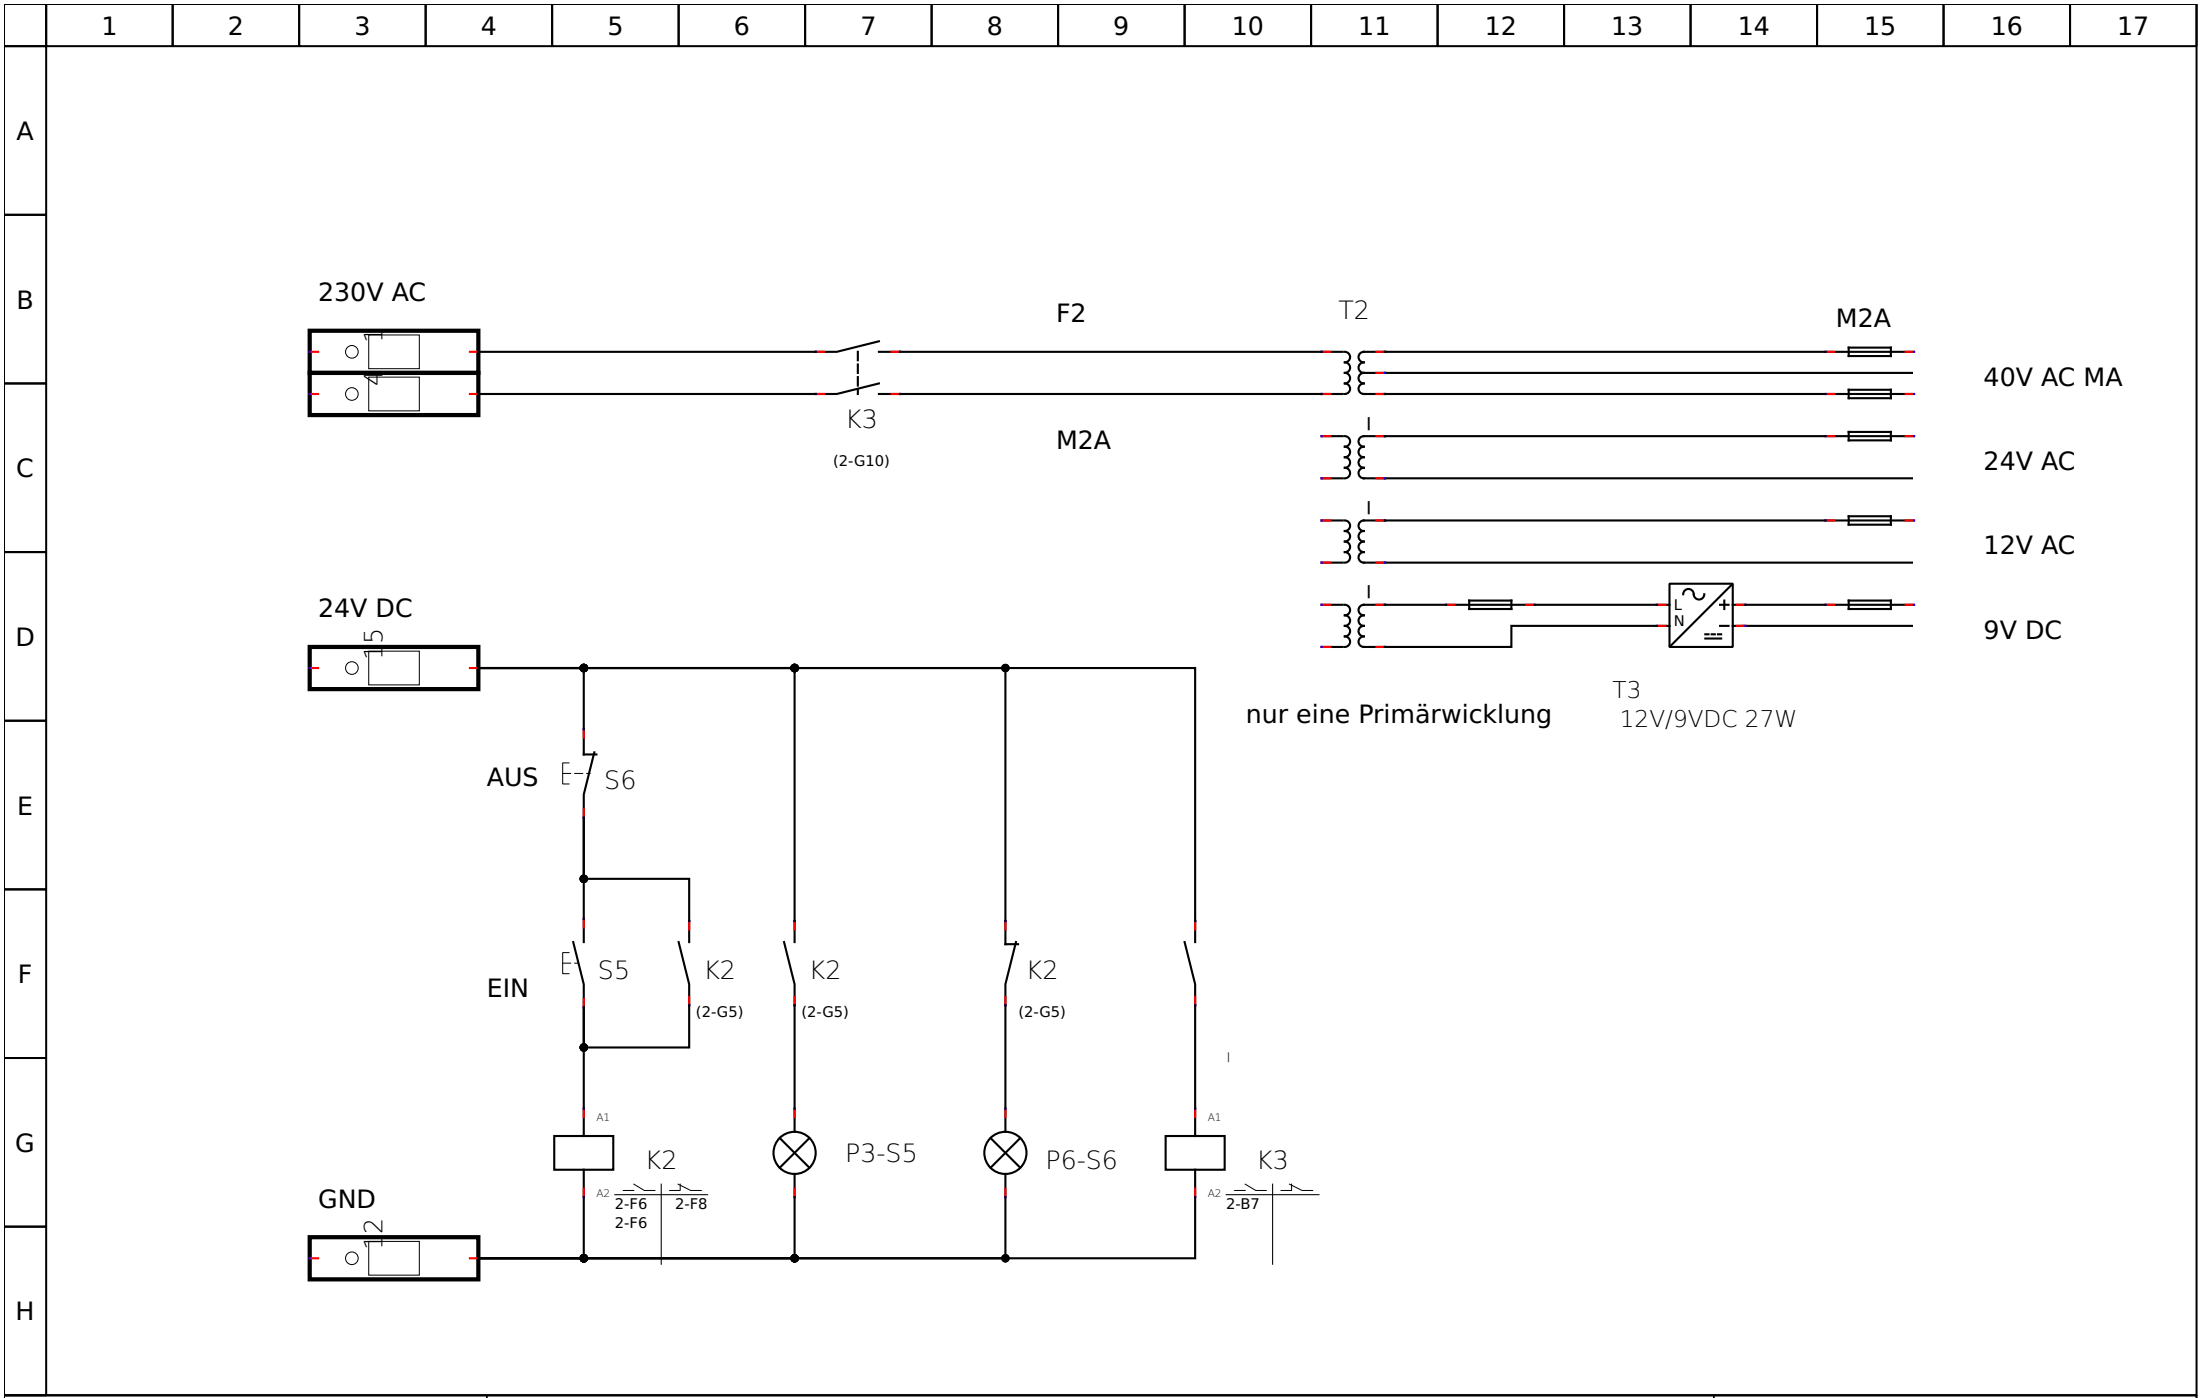 1 2 3 4 5 6 7 8 9 10 11 12 13 14 15 16 17
A
B
230V AC
F2
T2
M2A
1
4
40V AC MA
K3
(2-G10)
M2A
C
24V AC
12V AC
24V DC
L
N
+
−
D
9V DC
15
T3
12V/9VDC 27W
nur eine Primärwicklung
AUS
S6
E
F
EIN
S5
K2
K2
K2
(2-G5)
(2-G5)
(2-G5)
A1
A1
G
K2
P3-S5
P6-S6
K3
A2
A2
2-F6
2-F8
2-B7
2-F6
GND
12
H